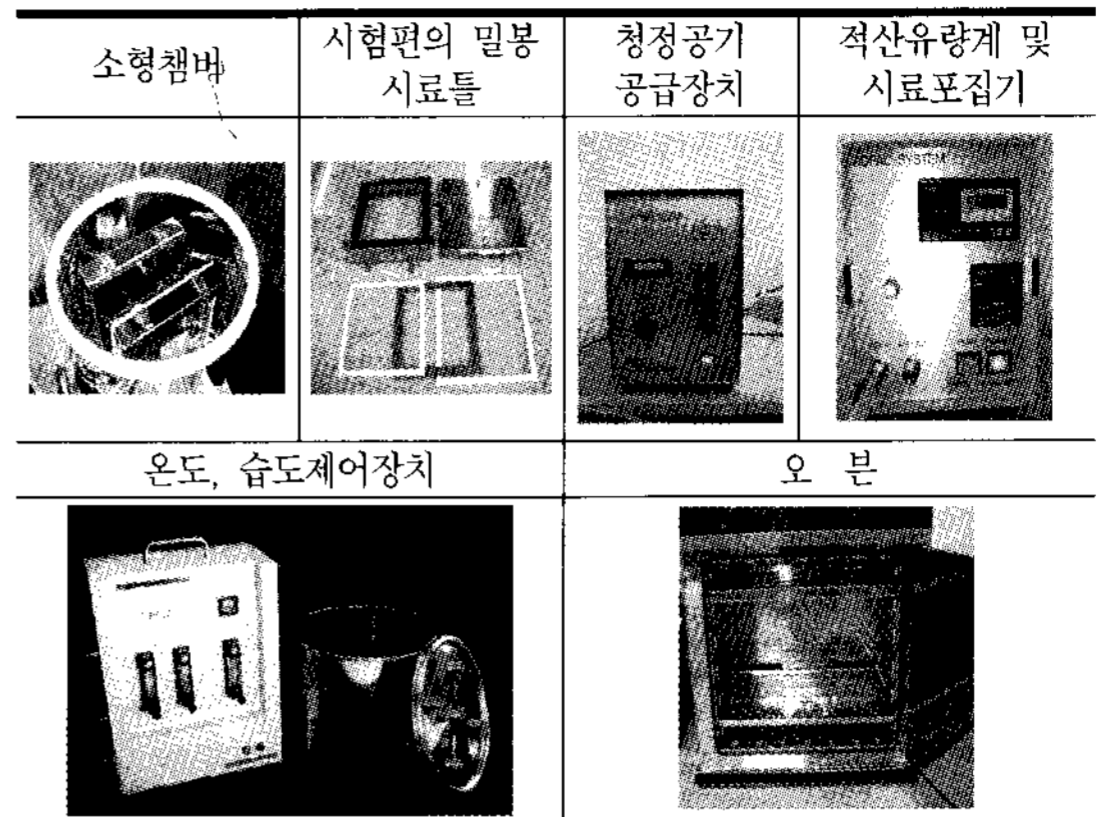 소형챔버
시험편의 밀봉
시료틀
청정공기
공급장치
적산유량계 및
시료포집기
SYSTEM
온도, 습도제어장치
오 븐